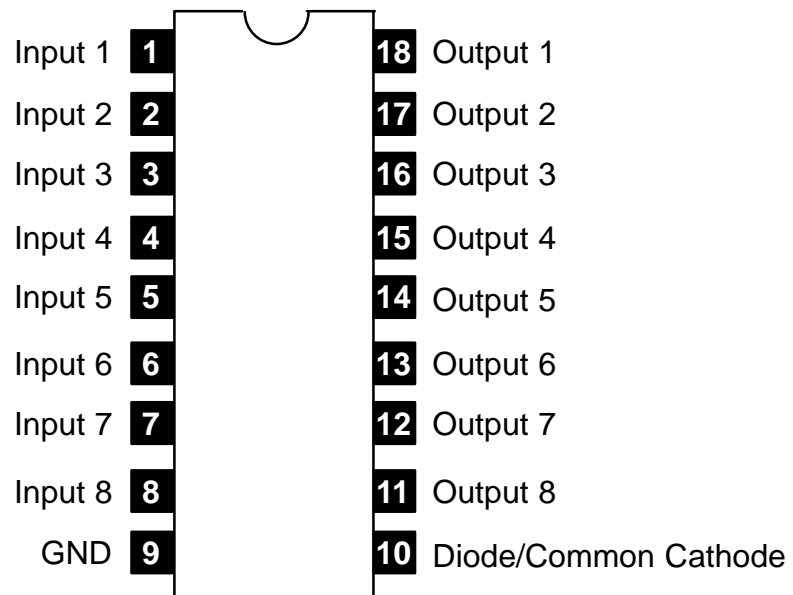 Input 1 1 18 Output 1
Input 2 2 17 Output 2
Input 3 3 16 Output 3
Input 4 4 15 Output 4
Input 5 5 14 Output 5
Input 6 6 13 Output 6
Input 7 7 12 Output 7
Input 8 8 11 Output 8
GND 9 10 Diode/Common Cathode